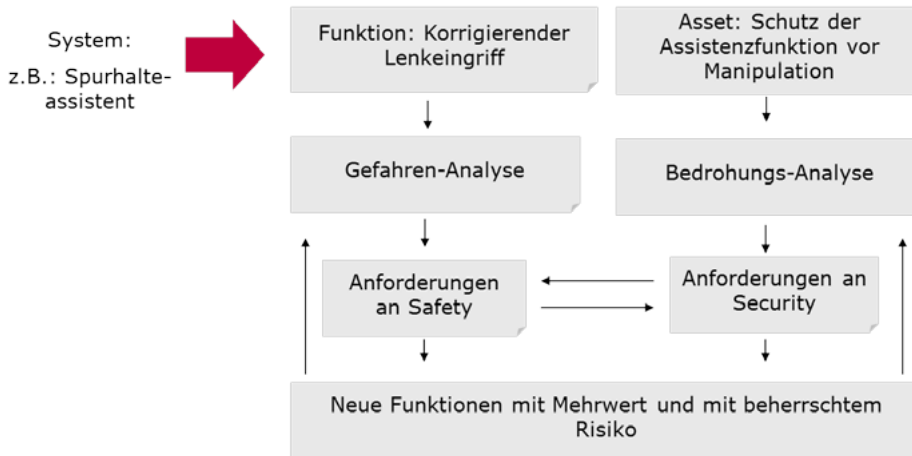 System:
z.B.: Spurhalte-
assistent
Funktion: Korrigierender
Lenkeingriff
Asset: Schutz der
Assistenzfunktion vor
Manipulation
Gefahren-Analyse
Bedrohungs-Analyse
Anforderungen
an Safety
Anforderungen an
Security
Neue Funktionen mit Mehrwert und mit beherrschtem
Risiko